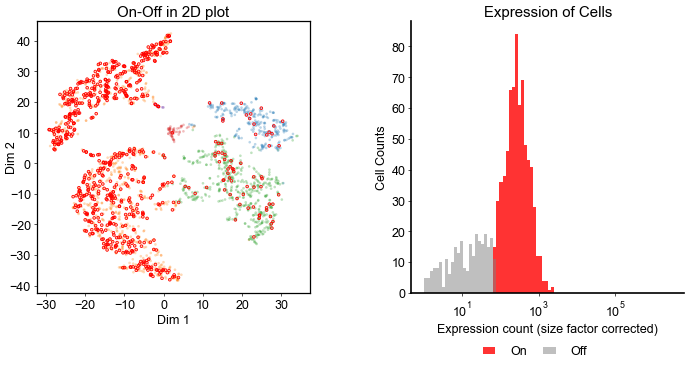 On-Off in 2D plot
Dim 2
40
30
20
10
0
−10
−20
−30
−40
−30 −20 −10 0 10 20 30
Dim 1
Expression of Cells
Cell Counts
80
70
60
50
40
30
20
10
0
10^1 10^3 10^5
Expression count (size factor corrected)
On Off